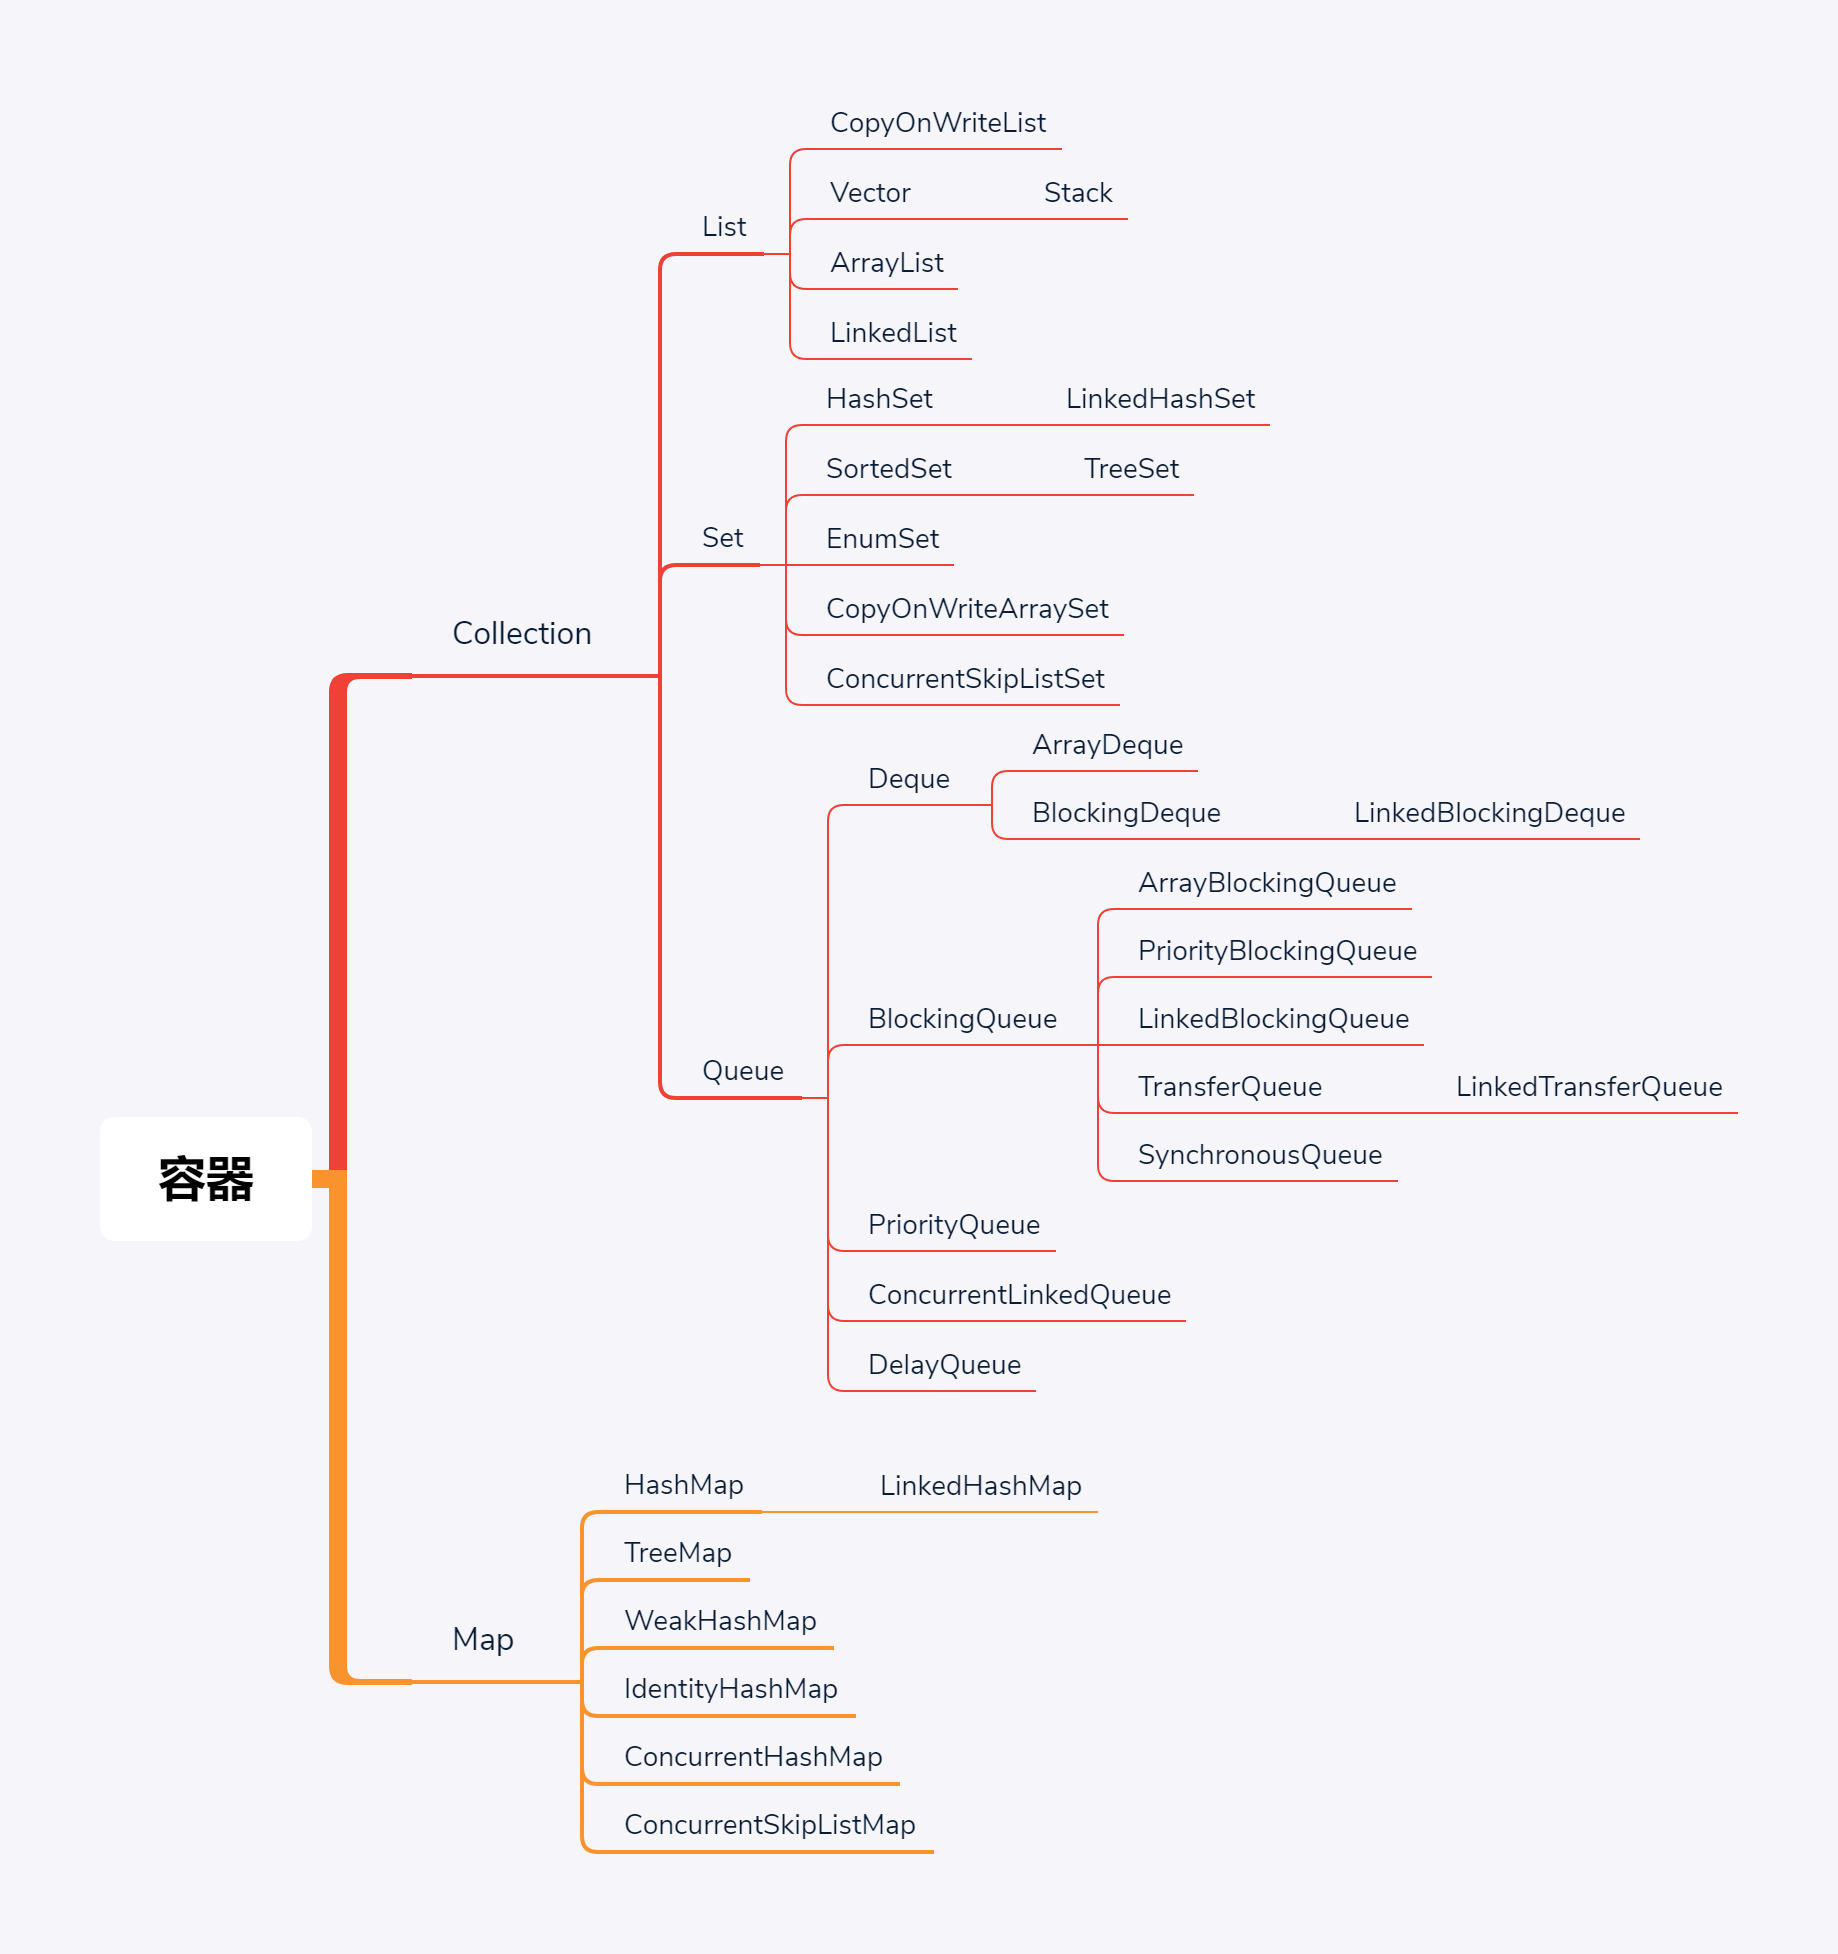 容器
Collection
List
CopyOnWriteList
Vector
Stack
ArrayList
LinkedList
Set
HashSet
LinkedHashSet
SortedSet
TreeSet
EnumSet
CopyOnWriteArraySet
ConcurrentSkipListSet
Queue
Deque
ArrayDeque
BlockingDeque
LinkedBlockingDeque
BlockingQueue
ArrayBlockingQueue
PriorityBlockingQueue
LinkedBlockingQueue
TransferQueue
LinkedTransferQueue
SynchronousQueue
PriorityQueue
ConcurrentLinkedQueue
DelayQueue
Map
HashMap
LinkedHashMap
TreeMap
WeakHashMap
IdentityHashMap
ConcurrentHashMap
ConcurrentSkipListMap